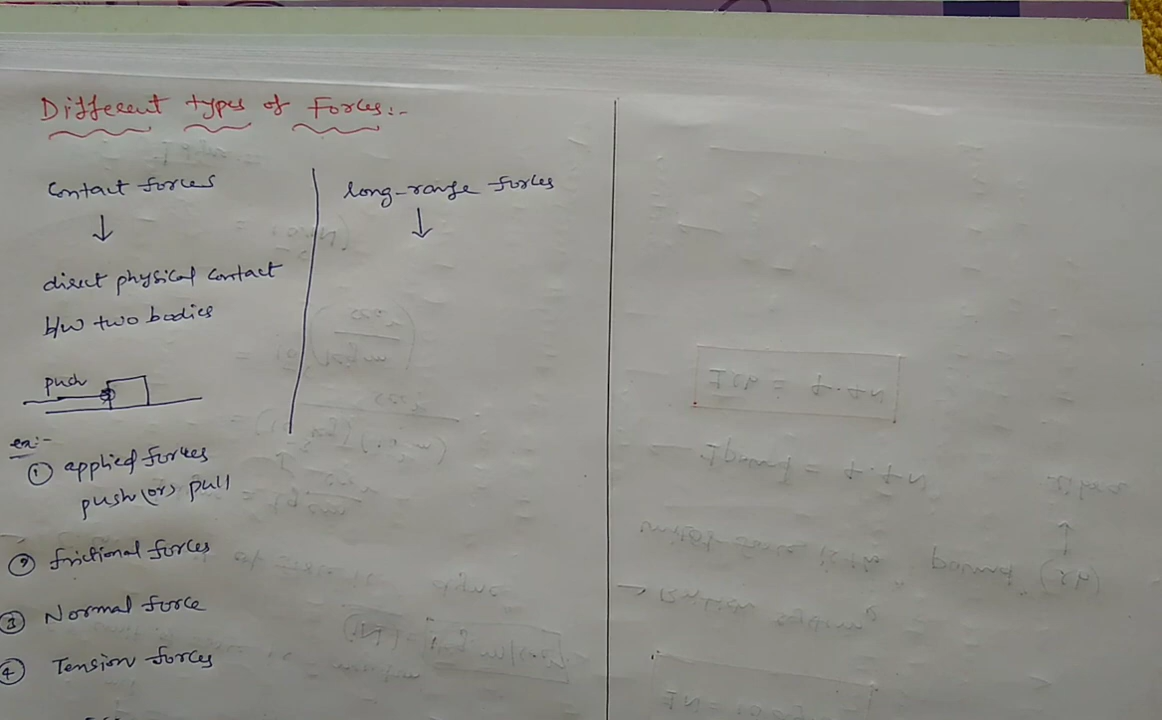 Different types of Forces:-
Contact forces
↓
direct physical contact
b/w two bodies
push
ex:-
① applied forces
push (or) pull
② frictional forces
③ Normal force
④ Tension forces
long-range forces
↓